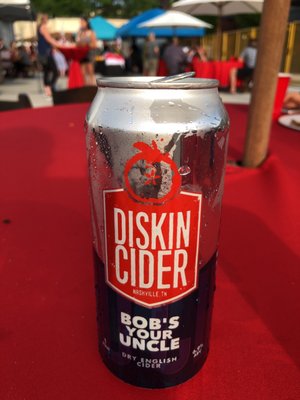 DISKIN
CIDER
NASHVILLE, TN
BOB'S
YOUR
UNCLE
DRY ENGLISH
CIDER